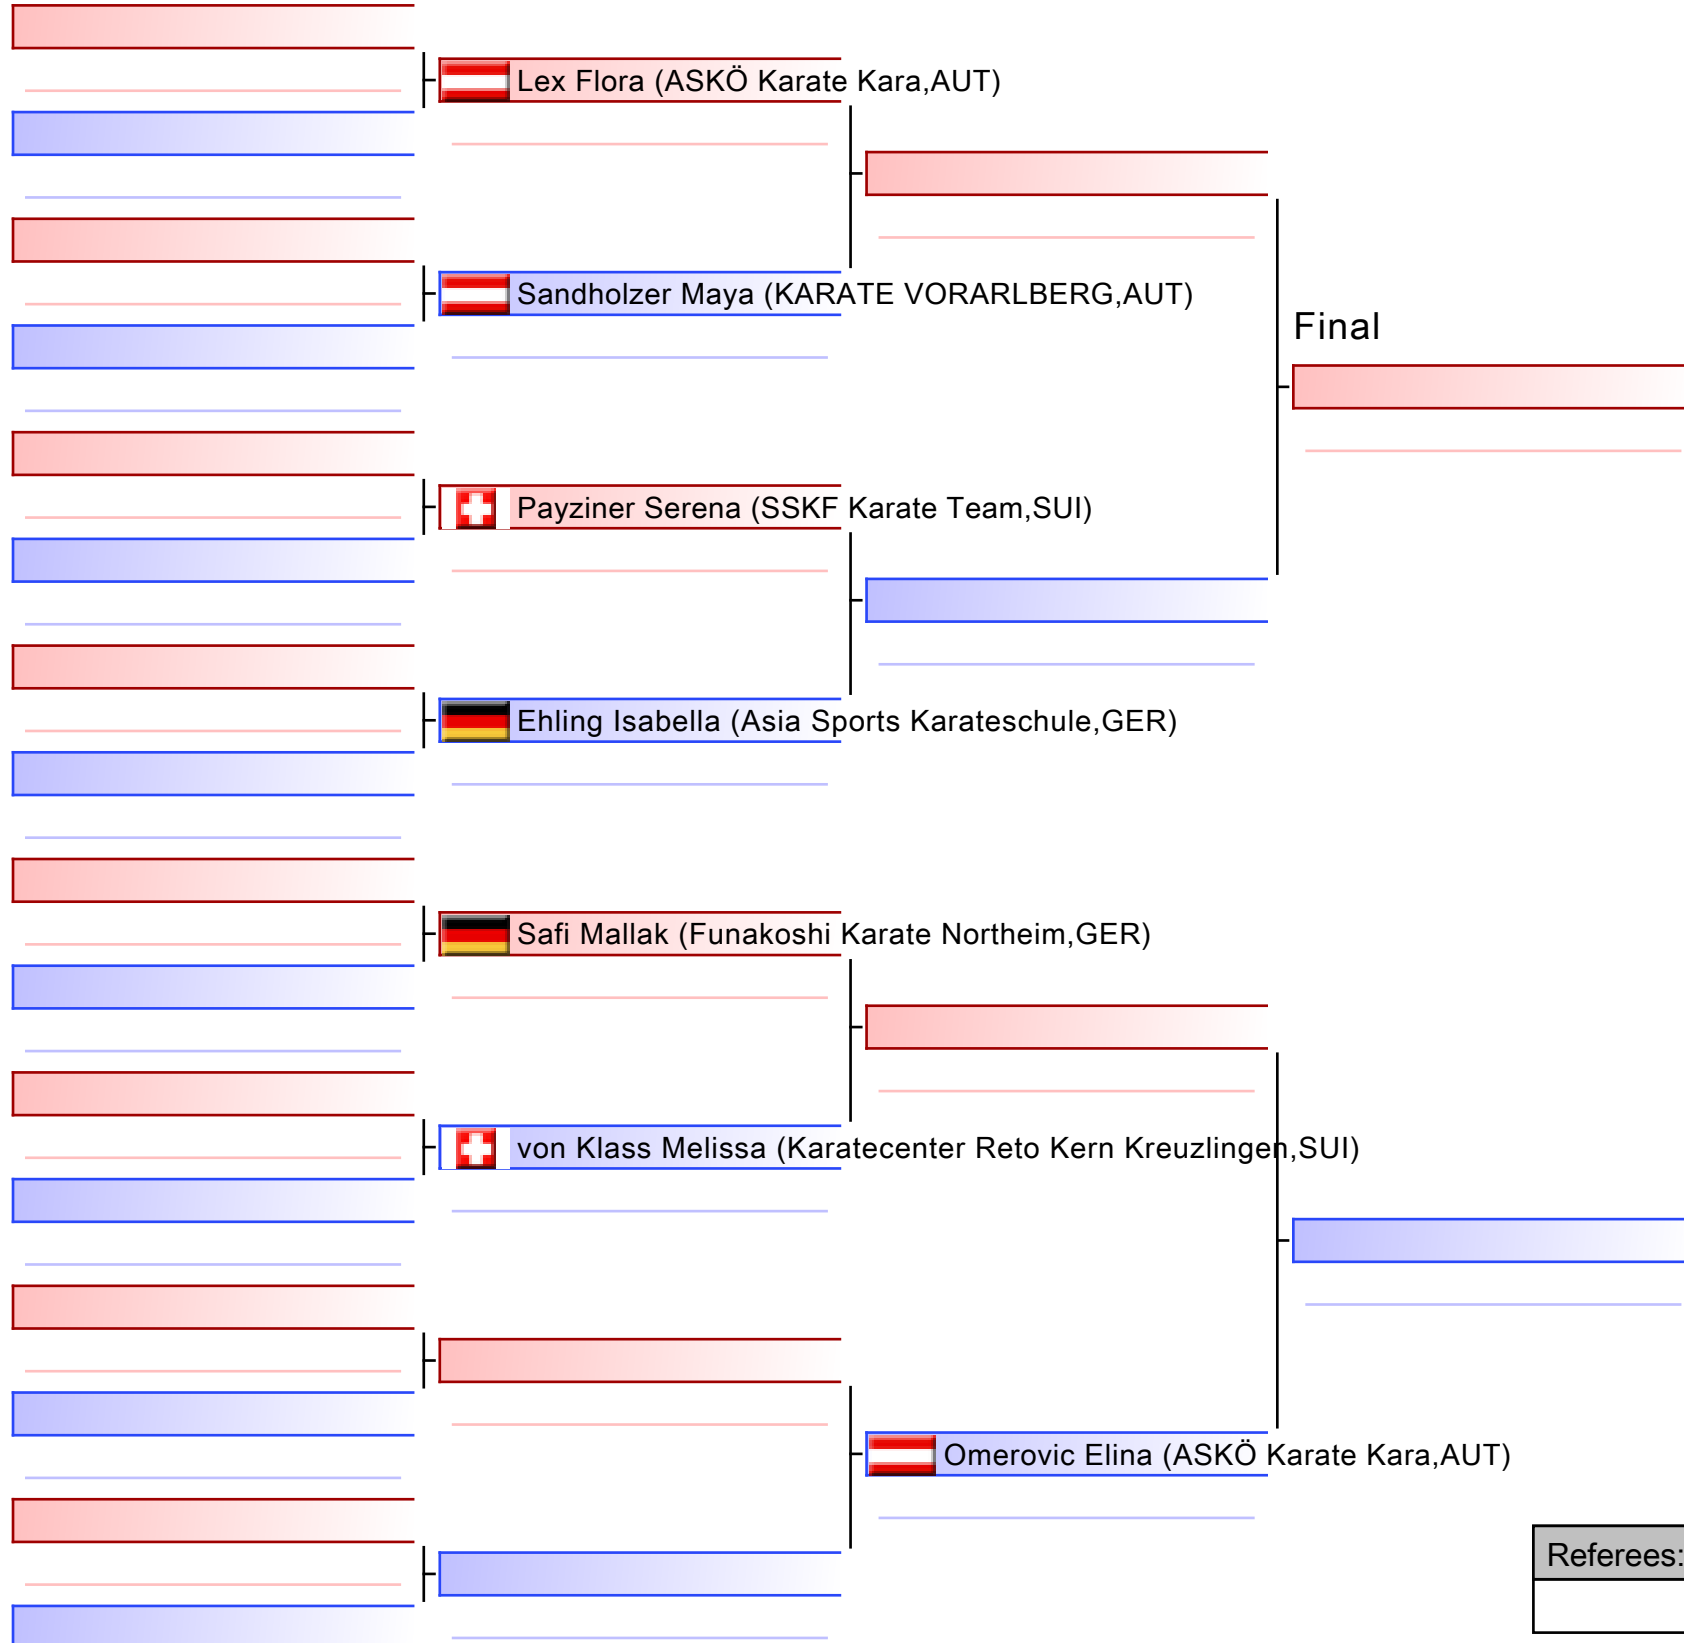 Lex Flora (ASKÖ Karate Kara,AUT)
Sandholzer Maya (KARATE VORARLBERG,AUT)
Final
Payziner Serena (SSKF Karate Team,SUI)
Ehling Isabella (Asia Sports Karateschule,GER)
Safi Mallak (Funakoshi Karate Northeim,GER)
von Klass Melissa (Karatecenter Reto Kern Kreuzlingen,SUI)
Omerovic Elina (ASKÖ Karate Kara,AUT)
Referees: